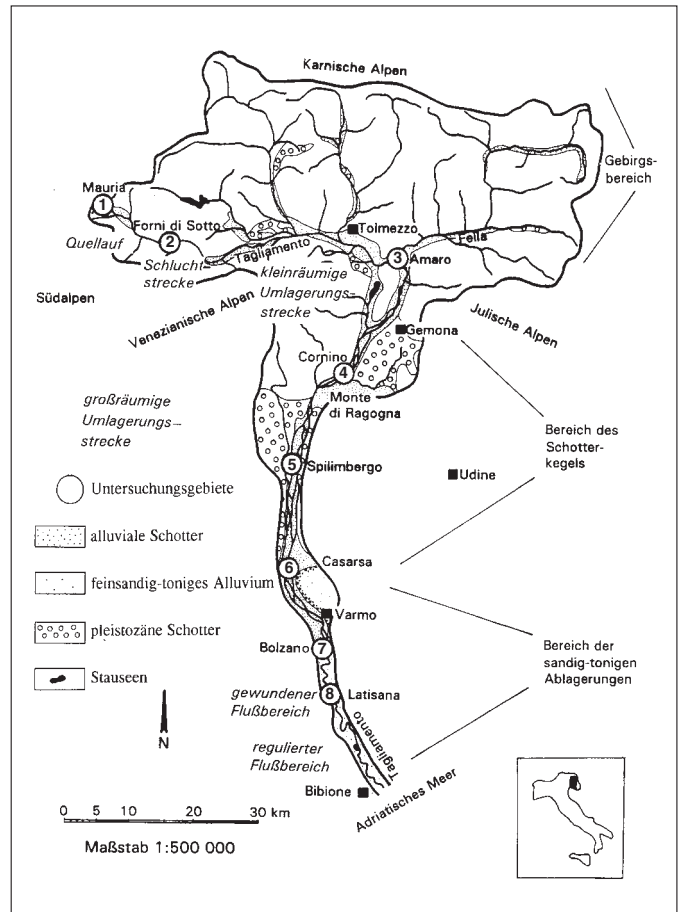 Karnische Alpen
Gebirgs-
bereich
Mauria
1
Forni di Sotto
2
Quellauf
Schlucht-
strecke
Tagliamento
Tolmezzo
3
Amaro
Fella
kleinräumige
Umlagerungs-
strecke
Südalpen
Venezianische Alpen
Julische Alpen
Gemona
Cornino
4
Monte
di Ragogna
großräumige
Umlagerungs-
strecke
Bereich des
Schotter-
kegels
5
Spilimbergo
Udine
Untersuchungsgebiete
alluviale Schotter
6
Casarsa
feinsandig-toniges Alluvium
Varmo
pleistozäne Schotter
Bolzano
7
Bereich der
sandig-tonigen
Ablagerungen
Stauseen
gewundener
Flußbereich
8
Latisana
N
regulierter
Flußbereich
Tagliamento
Bibione
Adriatisches Meer
0 10 20 30 km
Maßstab 1:500 000